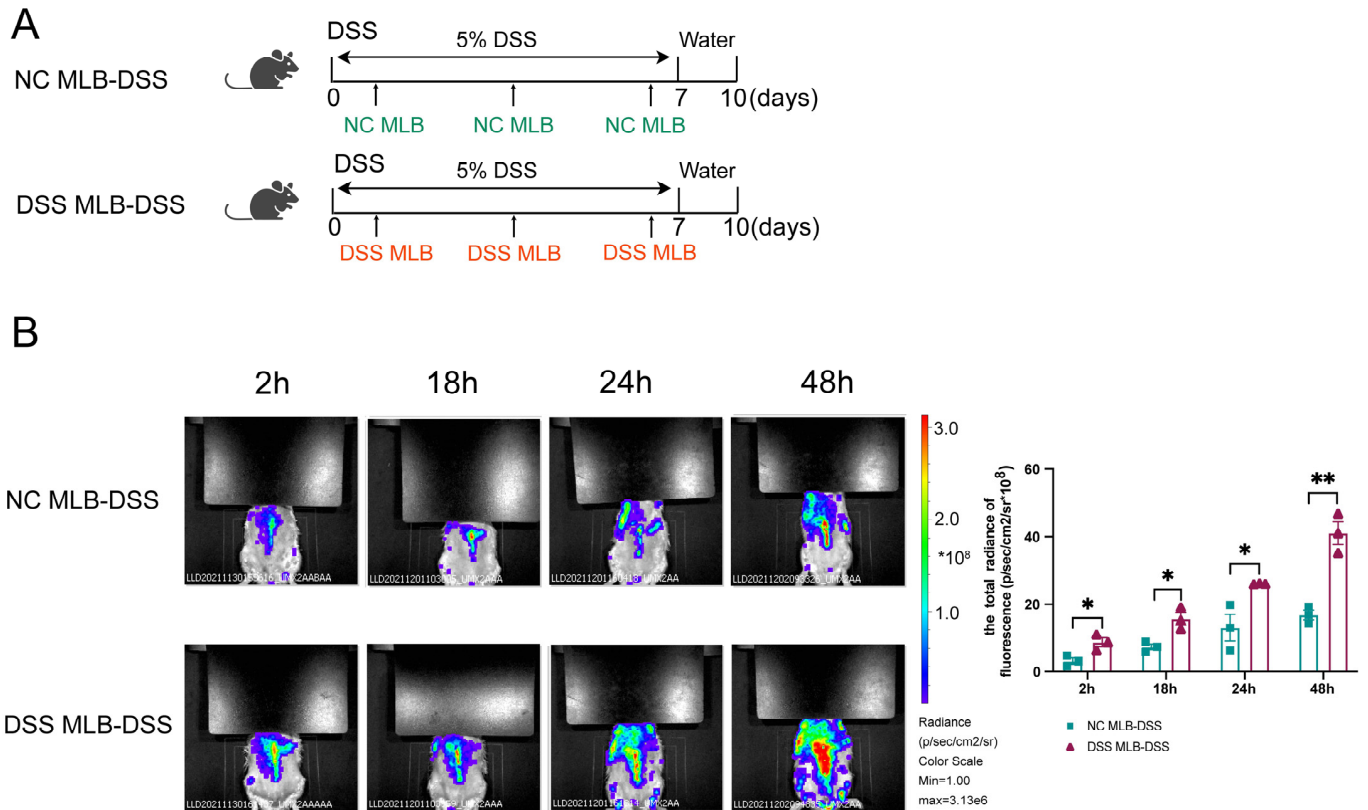 A
NC MLB-DSS
DSS
5% DSS
Water
0
7
10(days)
NC MLB
NC MLB
NC MLB
DSS MLB-DSS
DSS
5% DSS
Water
0
7
10(days)
DSS MLB
DSS MLB
DSS MLB
B
2h
18h
24h
48h
NC MLB-DSS
DSS MLB-DSS
3.0
2.0
*10⁸
1.0
Radiance
(p/sec/cm2/sr)
Color Scale
Min=1.00
max=3.13e6
the total radiance of
fluorescence (p/sec/cm2/sr*10⁸)
60
40
20
0
*
*
*
**
2h
18h
24h
48h
NC MLB-DSS
DSS MLB-DSS